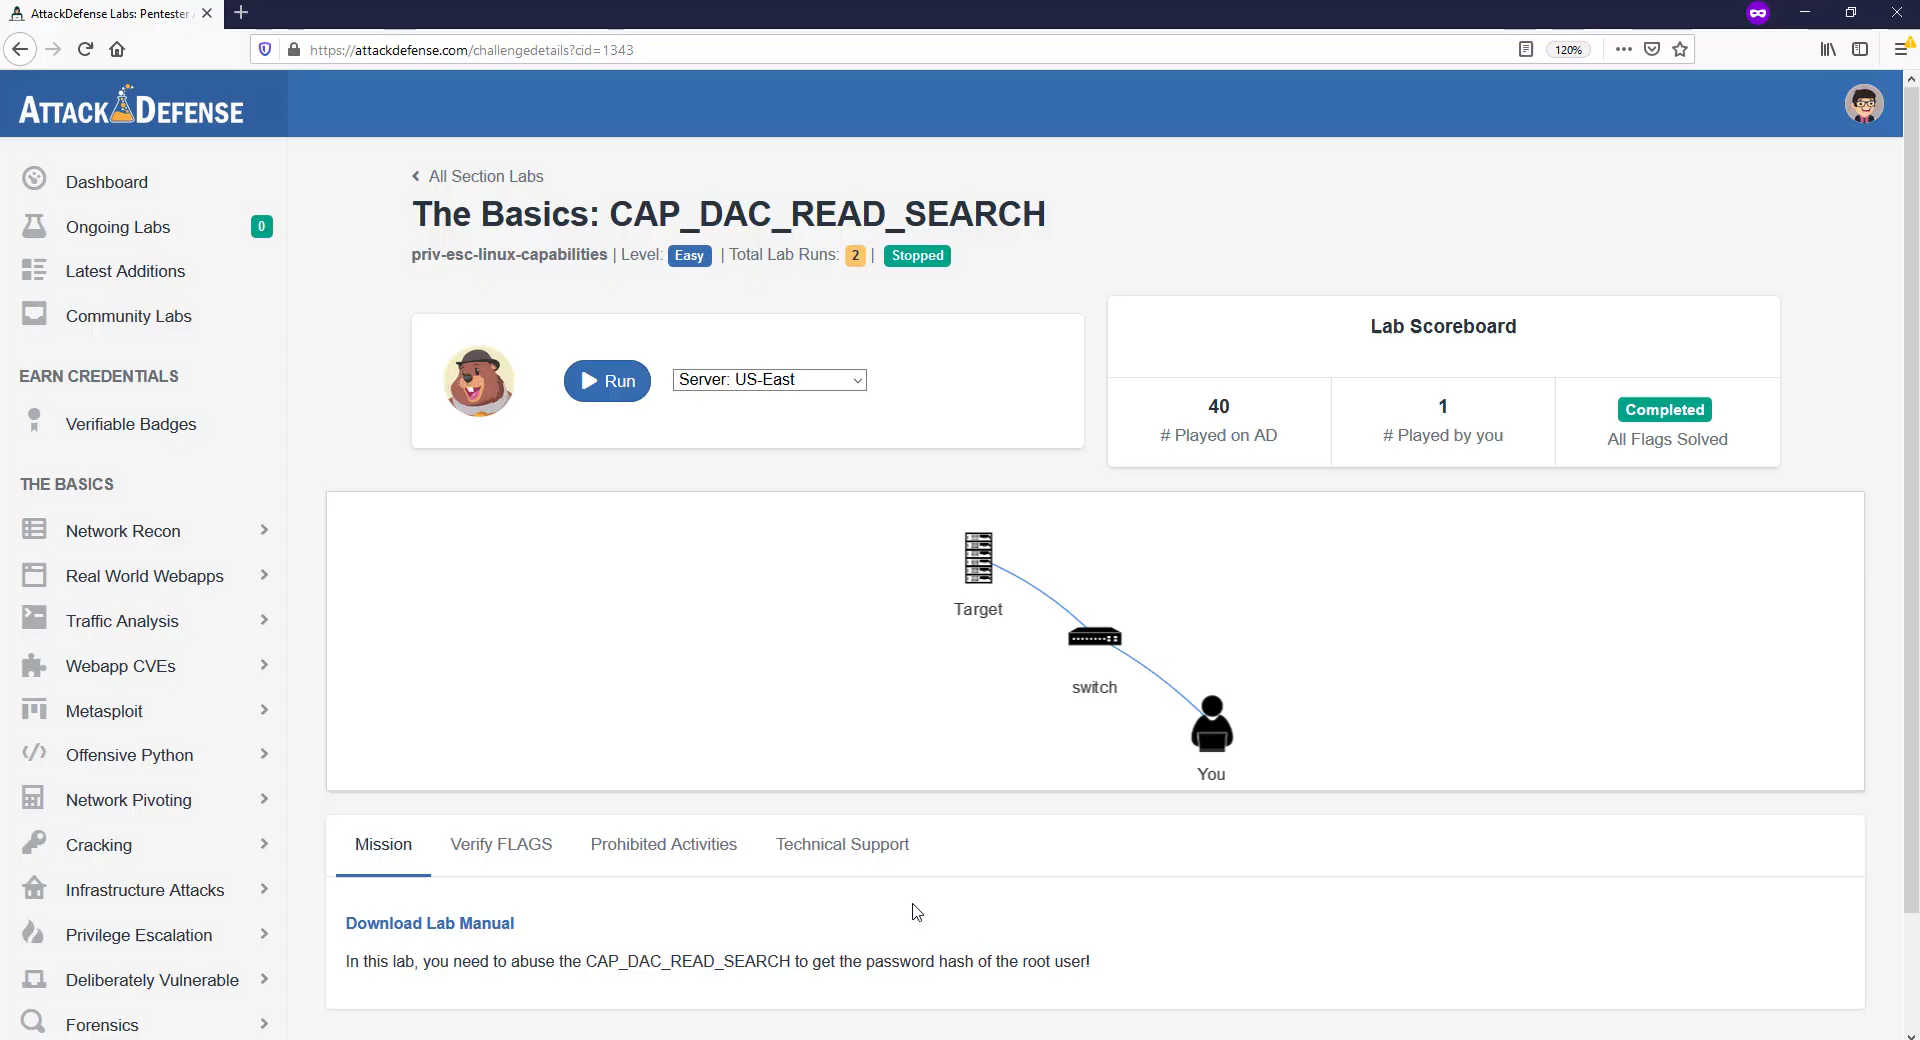 AttackDefense Labs: Pentester
https://attackdefense.com/challengedetails?cid=1343
120%
ATTACK DEFENSE
Dashboard
Ongoing Labs
0
Latest Additions
Community Labs
EARN CREDENTIALS
Verifiable Badges
THE BASICS
Network Recon
Real World Webapps
Traffic Analysis
Webapp CVEs
Metasploit
Offensive Python
Network Pivoting
Cracking
Infrastructure Attacks
Privilege Escalation
Deliberately Vulnerable
Forensics
All Section Labs
The Basics: CAP_DAC_READ_SEARCH
priv-esc-linux-capabilities | Level: Easy | Total Lab Runs: 2 | Stopped
Run
Server: US-East
Lab Scoreboard
40
# Played on AD
1
# Played by you
Completed
All Flags Solved
Target
switch
You
Mission Verify FLAGS Prohibited Activities Technical Support
Download Lab Manual
In this lab, you need to abuse the CAP_DAC_READ_SEARCH to get the password hash of the root user!